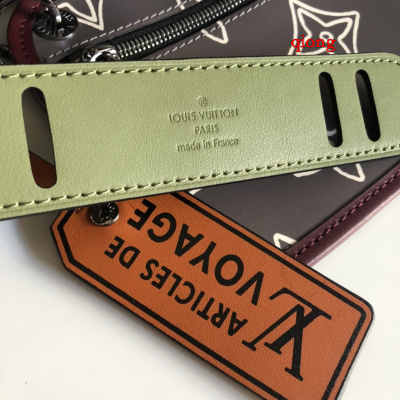 qiong
LOUIS VUITTON
PARIS
made in France
ARTICLES DE
VOYAGE
LV